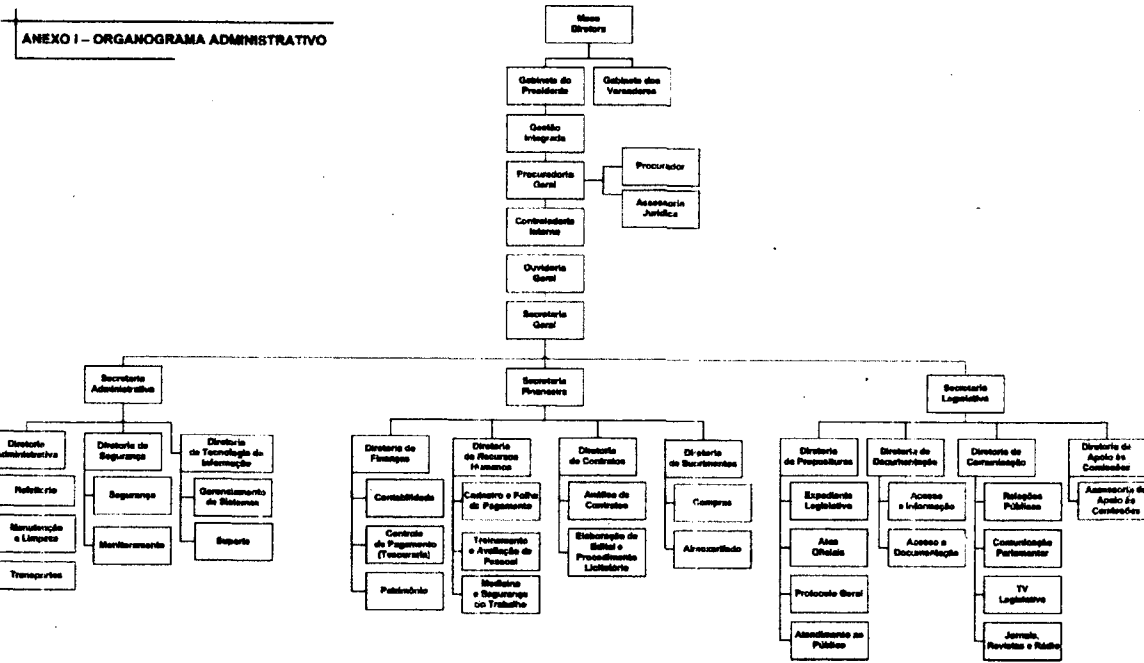 ANEXO I – ORGANOGRAMA ADMINISTRATIVO
Mesa
Diretora
Gabinete do
Presidente
Gabinete dos
Vereadores
Gestão
Integrada
Procuradoria
Geral
Procurador
Assessoria
Jurídica
Controladoria
Interna
Ouvidoria
Geral
Secretaria
Geral
Secretaria
Administrativa
Secretaria
Financeira
Secretaria
Legislativa
Diretoria
Administrativa
Refeitório
Manutenção
e Limpeza
Transportes
Diretoria de
Segurança
Segurança
Monitoramento
Diretoria
de Tecnologia da
Informação
Gerenciamento
de Sistemas
Suporte
Diretoria de
Finanças
Contabilidade
Controle
de Pagamento
(Tesouraria)
Patrimônio
Diretoria
de Recursos
Humanos
Cadastro e Folha
de Pagamento
Treinamento
e Avaliação de
Pessoal
Medicina
e Segurança
do Trabalho
Diretoria
de Contratos
Análise de
Contratos
Elaboração de
Edital e
Procedimento
Licitatório
Diretoria
de Suprimentos
Compras
Almoxarifado
Diretoria
de Proposituras
Expediente
Legislativo
Atas
Oficiais
Protocolo Geral
Atendimento ao
Público
Diretoria de
Documentação
Acesso
a Informação
Acesso a
Documentação
Diretoria de
Comunicação
Relações
Públicas
Comunicação
Parlamentar
TV
Legislativa
Jornais,
Revistas e Rádio
Diretoria de
Apoio às
Comissões
Assessoria de
Apoio às
Comissões